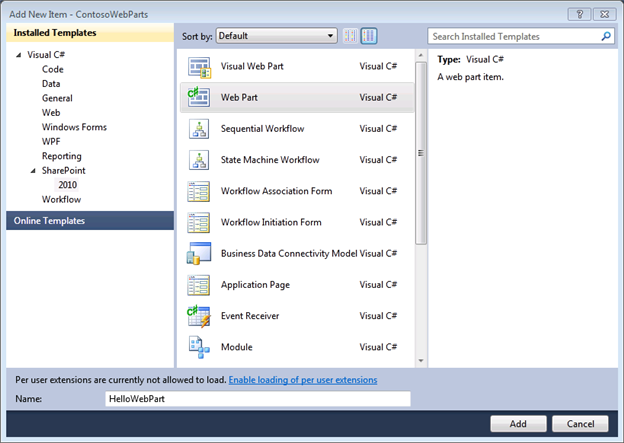 Add New Item - ContosoWebParts
Installed Templates
Visual C#
Code
Data
General
Web
Windows Forms
WPF
Reporting
SharePoint
2010
Workflow
Online Templates
Sort by: Default
Visual Web Part Visual C#
Web Part Visual C#
Sequential Workflow Visual C#
State Machine Workflow Visual C#
Workflow Association Form Visual C#
Workflow Initiation Form Visual C#
Business Data Connectivity Model Visual C#
Application Page Visual C#
Event Receiver Visual C#
Module Visual C#
Search Installed Templates
Type: Visual C#
A web part item.
Per user extensions are currently not allowed to load. Enable loading of per user extensions
Name: HelloWebPart
Add Cancel